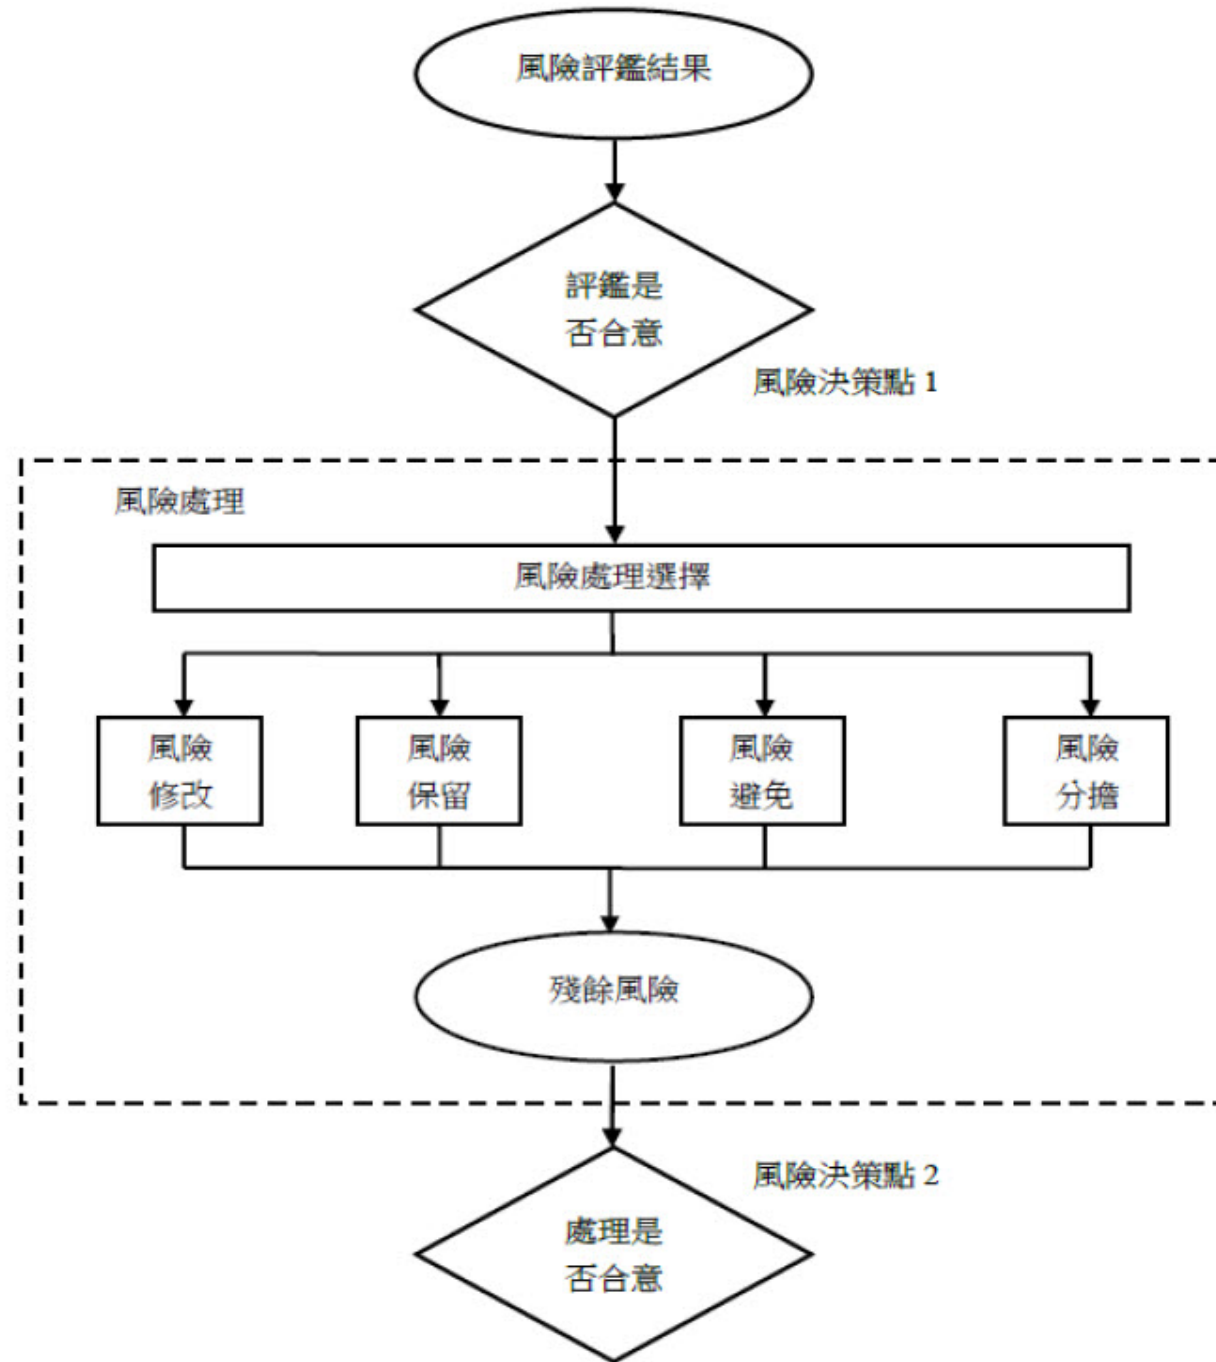 風險評鑑結果
評鑑是
否合意
風險決策點 1
風險處理
風險處理選擇
風險
修改
風險
保留
風險
避免
風險
分擔
殘餘風險
風險決策點 2
處理是
否合意